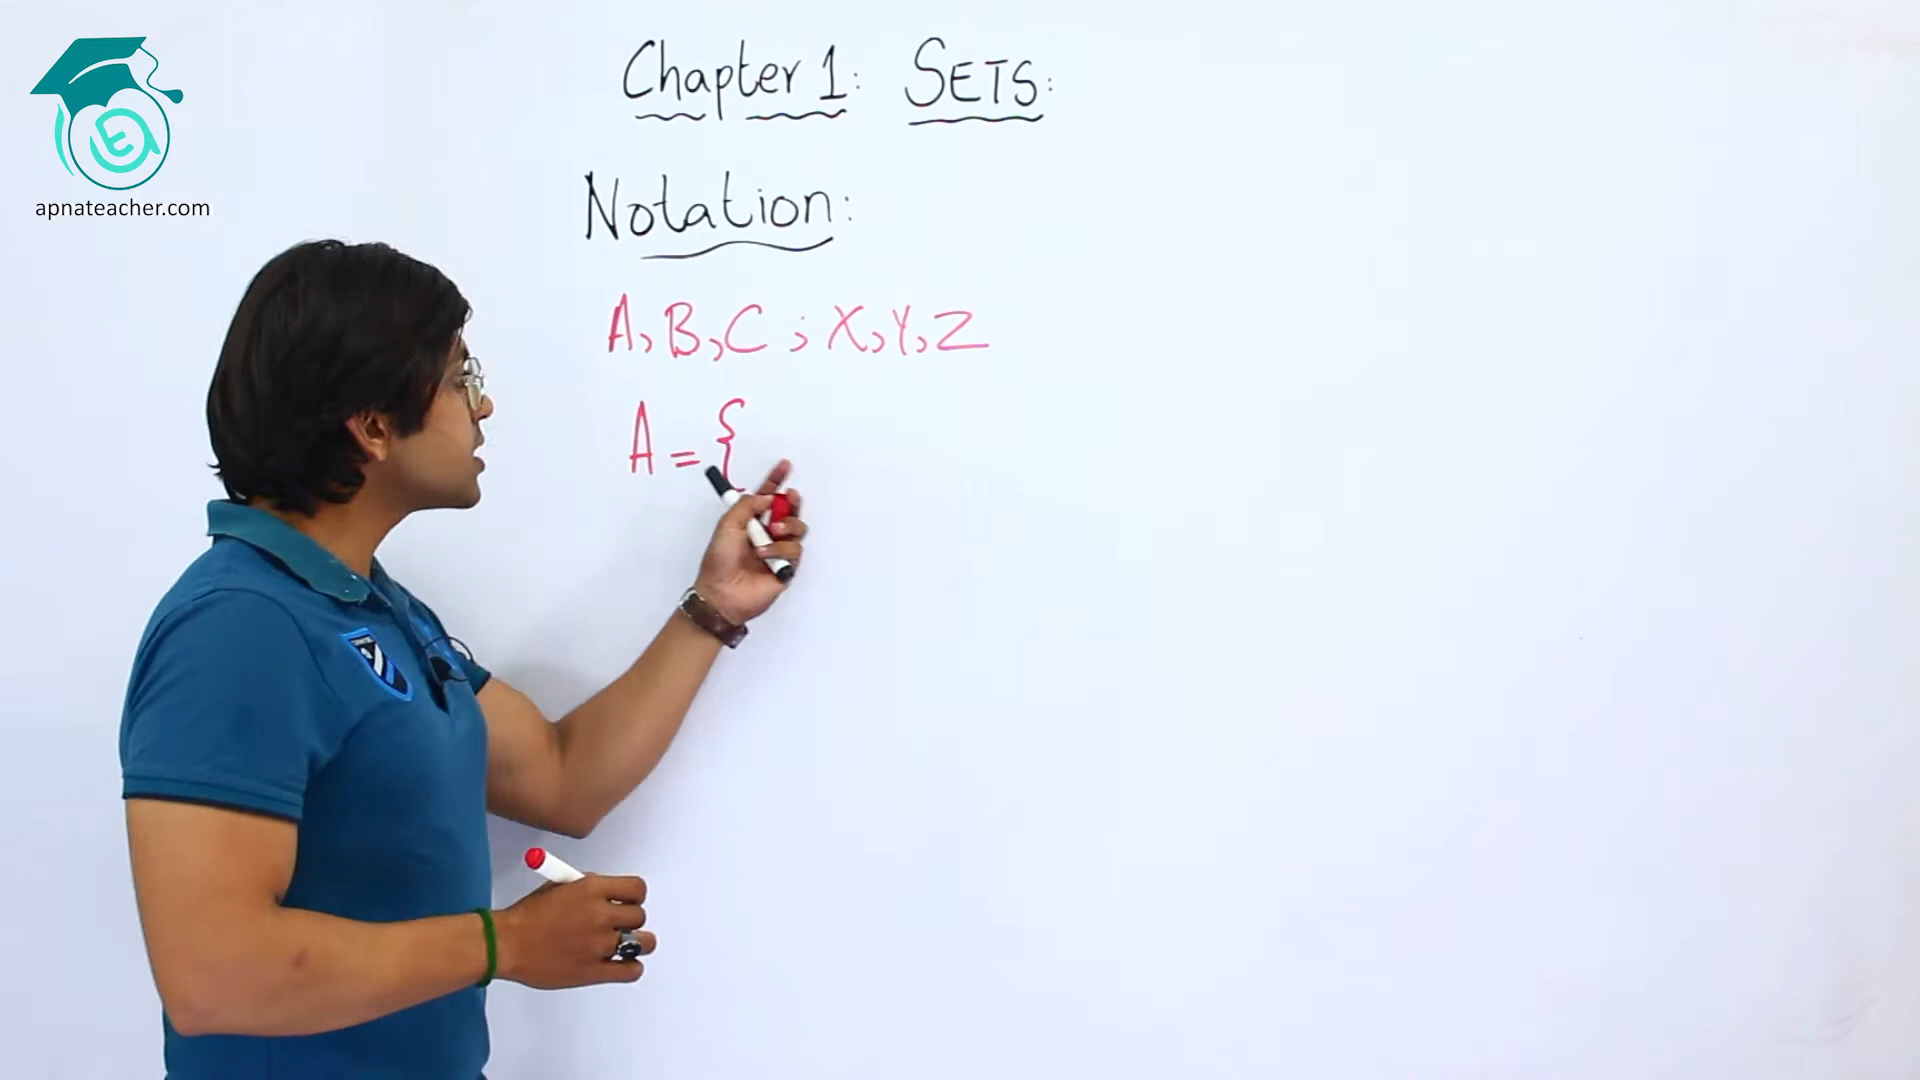 apnateacher.com
Chapter 1: SETS:
Notation:
A, B, C ; X, Y, Z
A = {